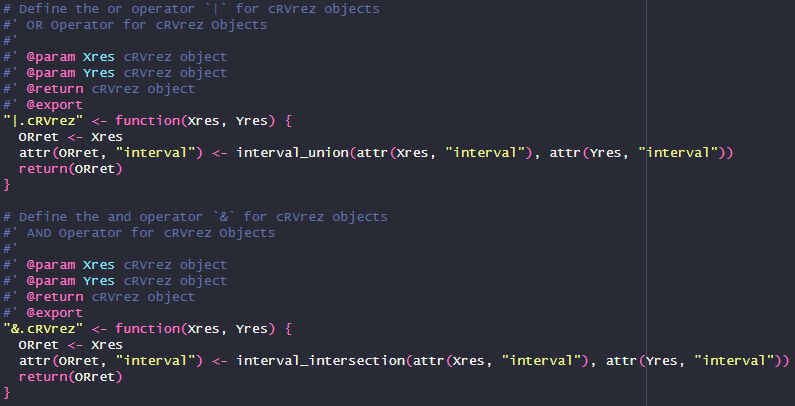 # Define the or operator `|` for cRVrez objects
#' OR Operator for cRVrez Objects
#'
#' @param Xres cRVrez object
#' @param Yres cRVrez object
#' @return cRVrez object
#' @export
"|.cRVrez" <- function(Xres, Yres) {
  ORret <- Xres
  attr(ORret, "interval") <- interval_union(attr(Xres, "interval"), attr(Yres, "interval"))
  return(ORret)
}

# Define the and operator `&` for cRVrez objects
#' AND Operator for cRVrez Objects
#'
#' @param Xres cRVrez object
#' @param Yres cRVrez object
#' @return cRVrez object
#' @export
"&.cRVrez" <- function(Xres, Yres) {
  ORret <- Xres
  attr(ORret, "interval") <- interval_intersection(attr(Xres, "interval"), attr(Yres, "interval"))
  return(ORret)
}